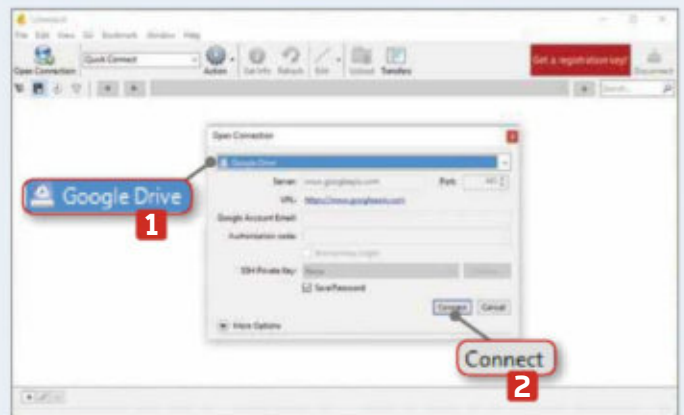 Cyberduck
File Edit View Go Bookmark Window Help
Open Connection
Quick Connect
Action
Get Info
Refresh
Edit
Upload
Transfers
Get a registration key!
Disconnect
Search...
Open Connection
Google Drive
Server: www.googleapis.com
Port: 443
URL: https://www.googleapis.com
Google Account Email:
Authorization code:
Anonymous Login
SSH Private Key: None
Save Password
Connect
Cancel
More Options
Google Drive
1
Connect
2